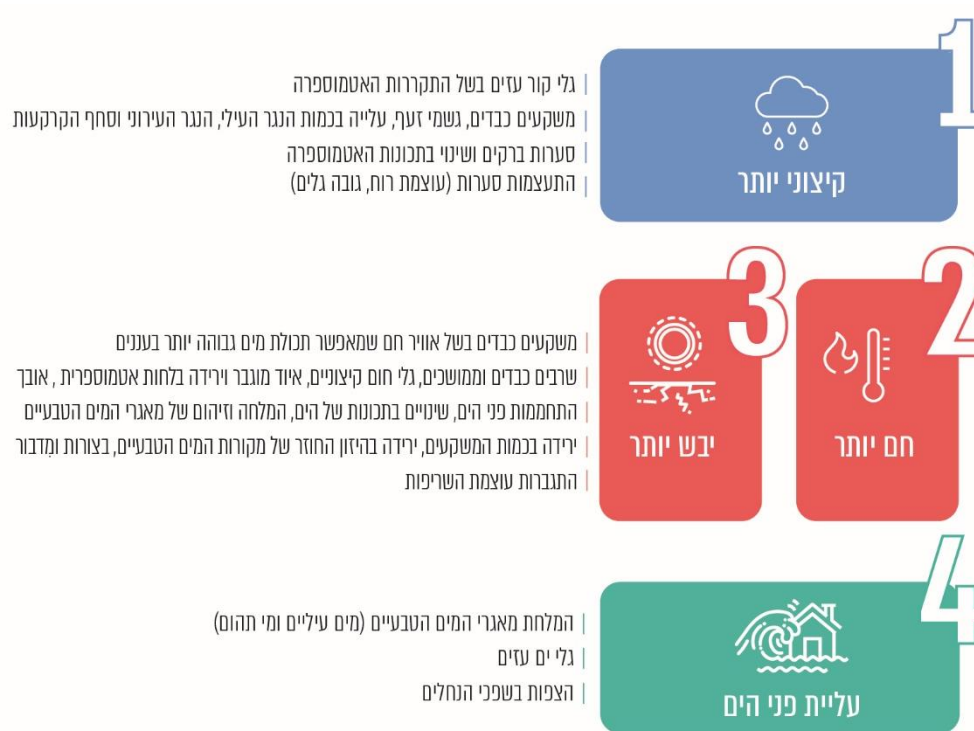 1
קיצוני יותר
גלי קור עזים בשל התקררות האטמוספרה
משקעים כבדים, גשמי זעף, עלייה בכמות הנגר העילי, הנגר העירוני וסחף הקרקעות
סערות ברקים ושינוי בתכונות האטמוספרה
התעצמות סערות (עוצמת רוח, גובה גלים)
2
חם יותר
3
יבש יותר
משקעים כבדים בשל אוויר חם שמאפשר תכולת מים גבוהה יותר בעננים
שרבים כבדים וממושכים, גלי חום קיצוניים, איוד מוגבר וירידה בלחות אטמוספרית , אובך
התחממות פני הים, שינויים בתכונות של הים, המלחה וזיהום של מאגרי המים הטבעיים
ירידה בכמות המשקעים, ירידה בהיזון החוזר של מקורות המים הטבעיים, בצורות ומִדבור
התגברות עוצמת השריפות
4
עליית פני הים
המלחת מאגרי המים הטבעיים (מים עיליים ומי תהום)
גלי ים עזים
הצפות בשפכי הנחלים